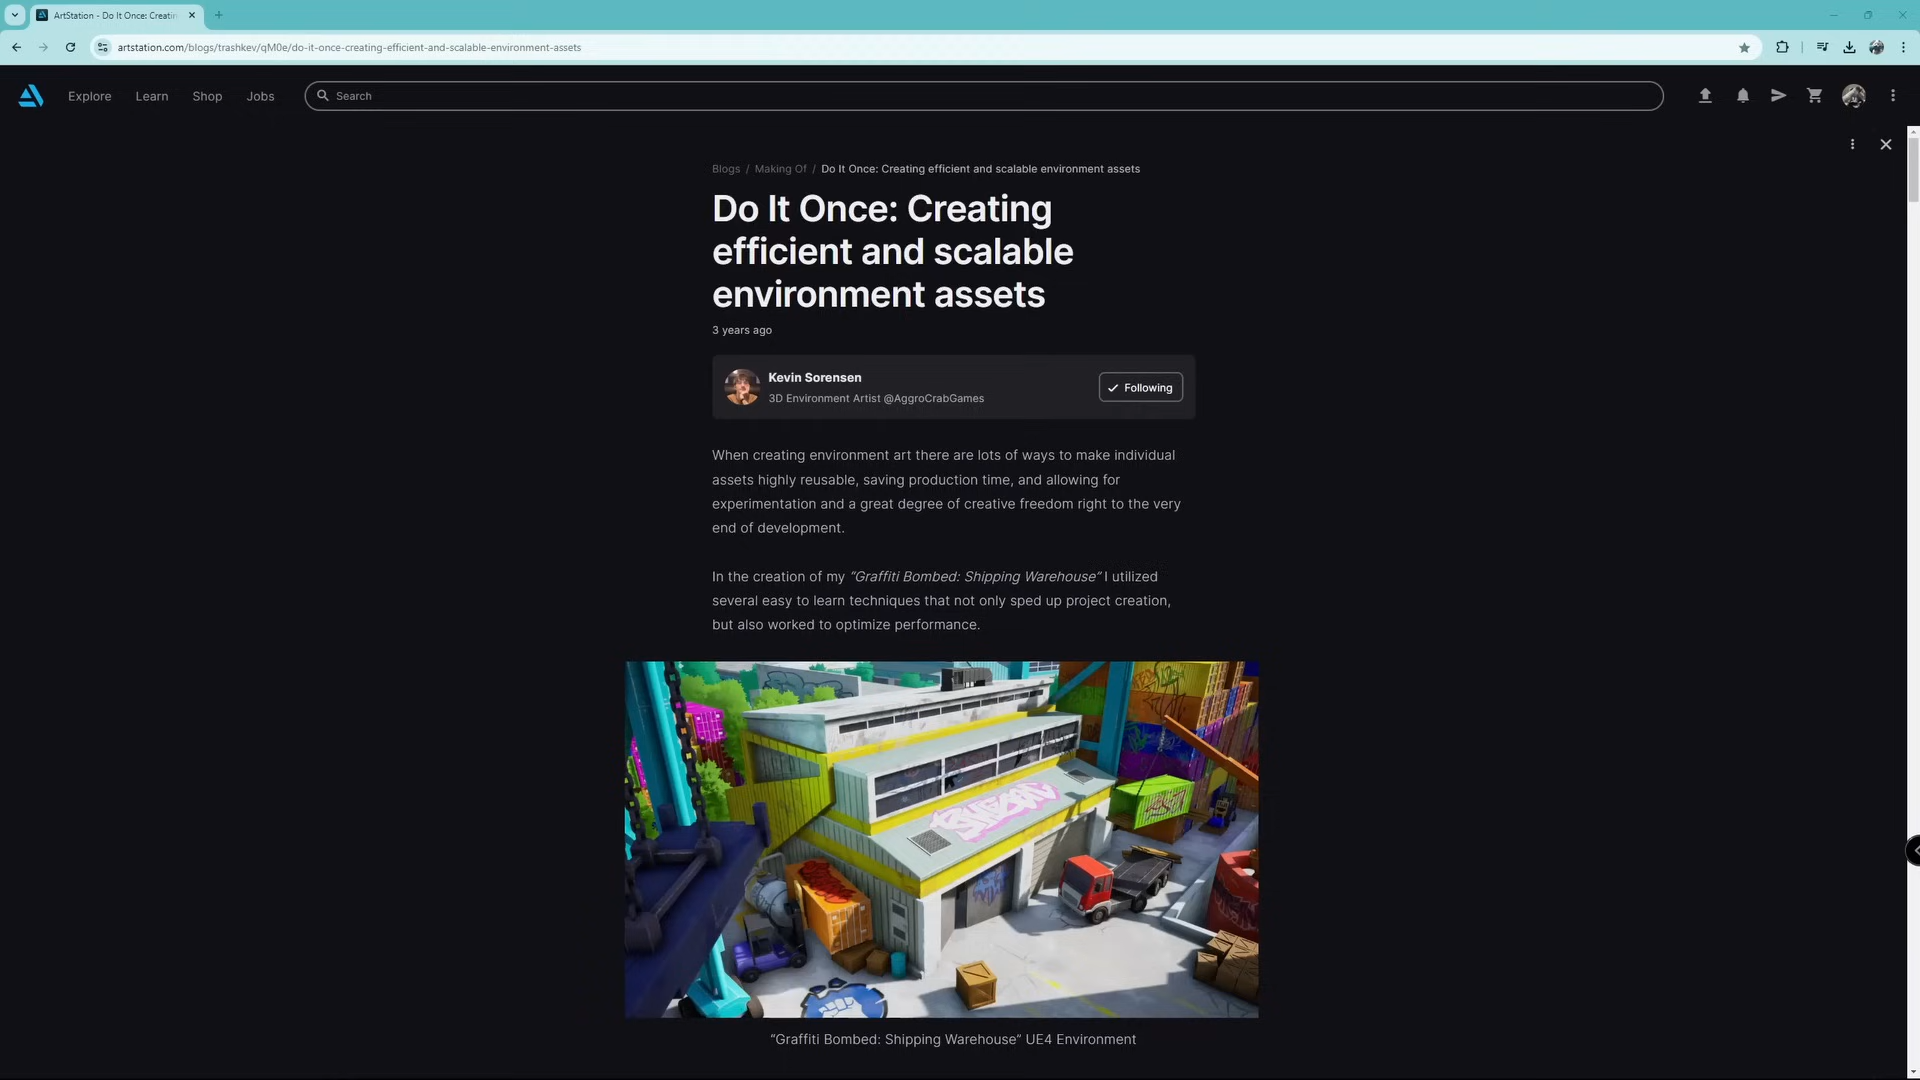 ArtStation - Do It Once: Creatin
artstation.com/blogs/trashkev/qM0e/do-it-once-creating-efficient-and-scalable-environment-assets
Explore
Learn
Shop
Jobs
Search
Blogs / Making Of / Do It Once: Creating efficient and scalable environment assets
Do It Once: Creating
efficient and scalable
environment assets
3 years ago
Kevin Sorensen
3D Environment Artist @AggroCrabGames
Following
When creating environment art there are lots of ways to make individual
assets highly reusable, saving production time, and allowing for
experimentation and a great degree of creative freedom right to the very
end of development.
In the creation of my “Graffiti Bombed: Shipping Warehouse” I utilized
several easy to learn techniques that not only sped up project creation,
but also worked to optimize performance.
“Graffiti Bombed: Shipping Warehouse” UE4 Environment